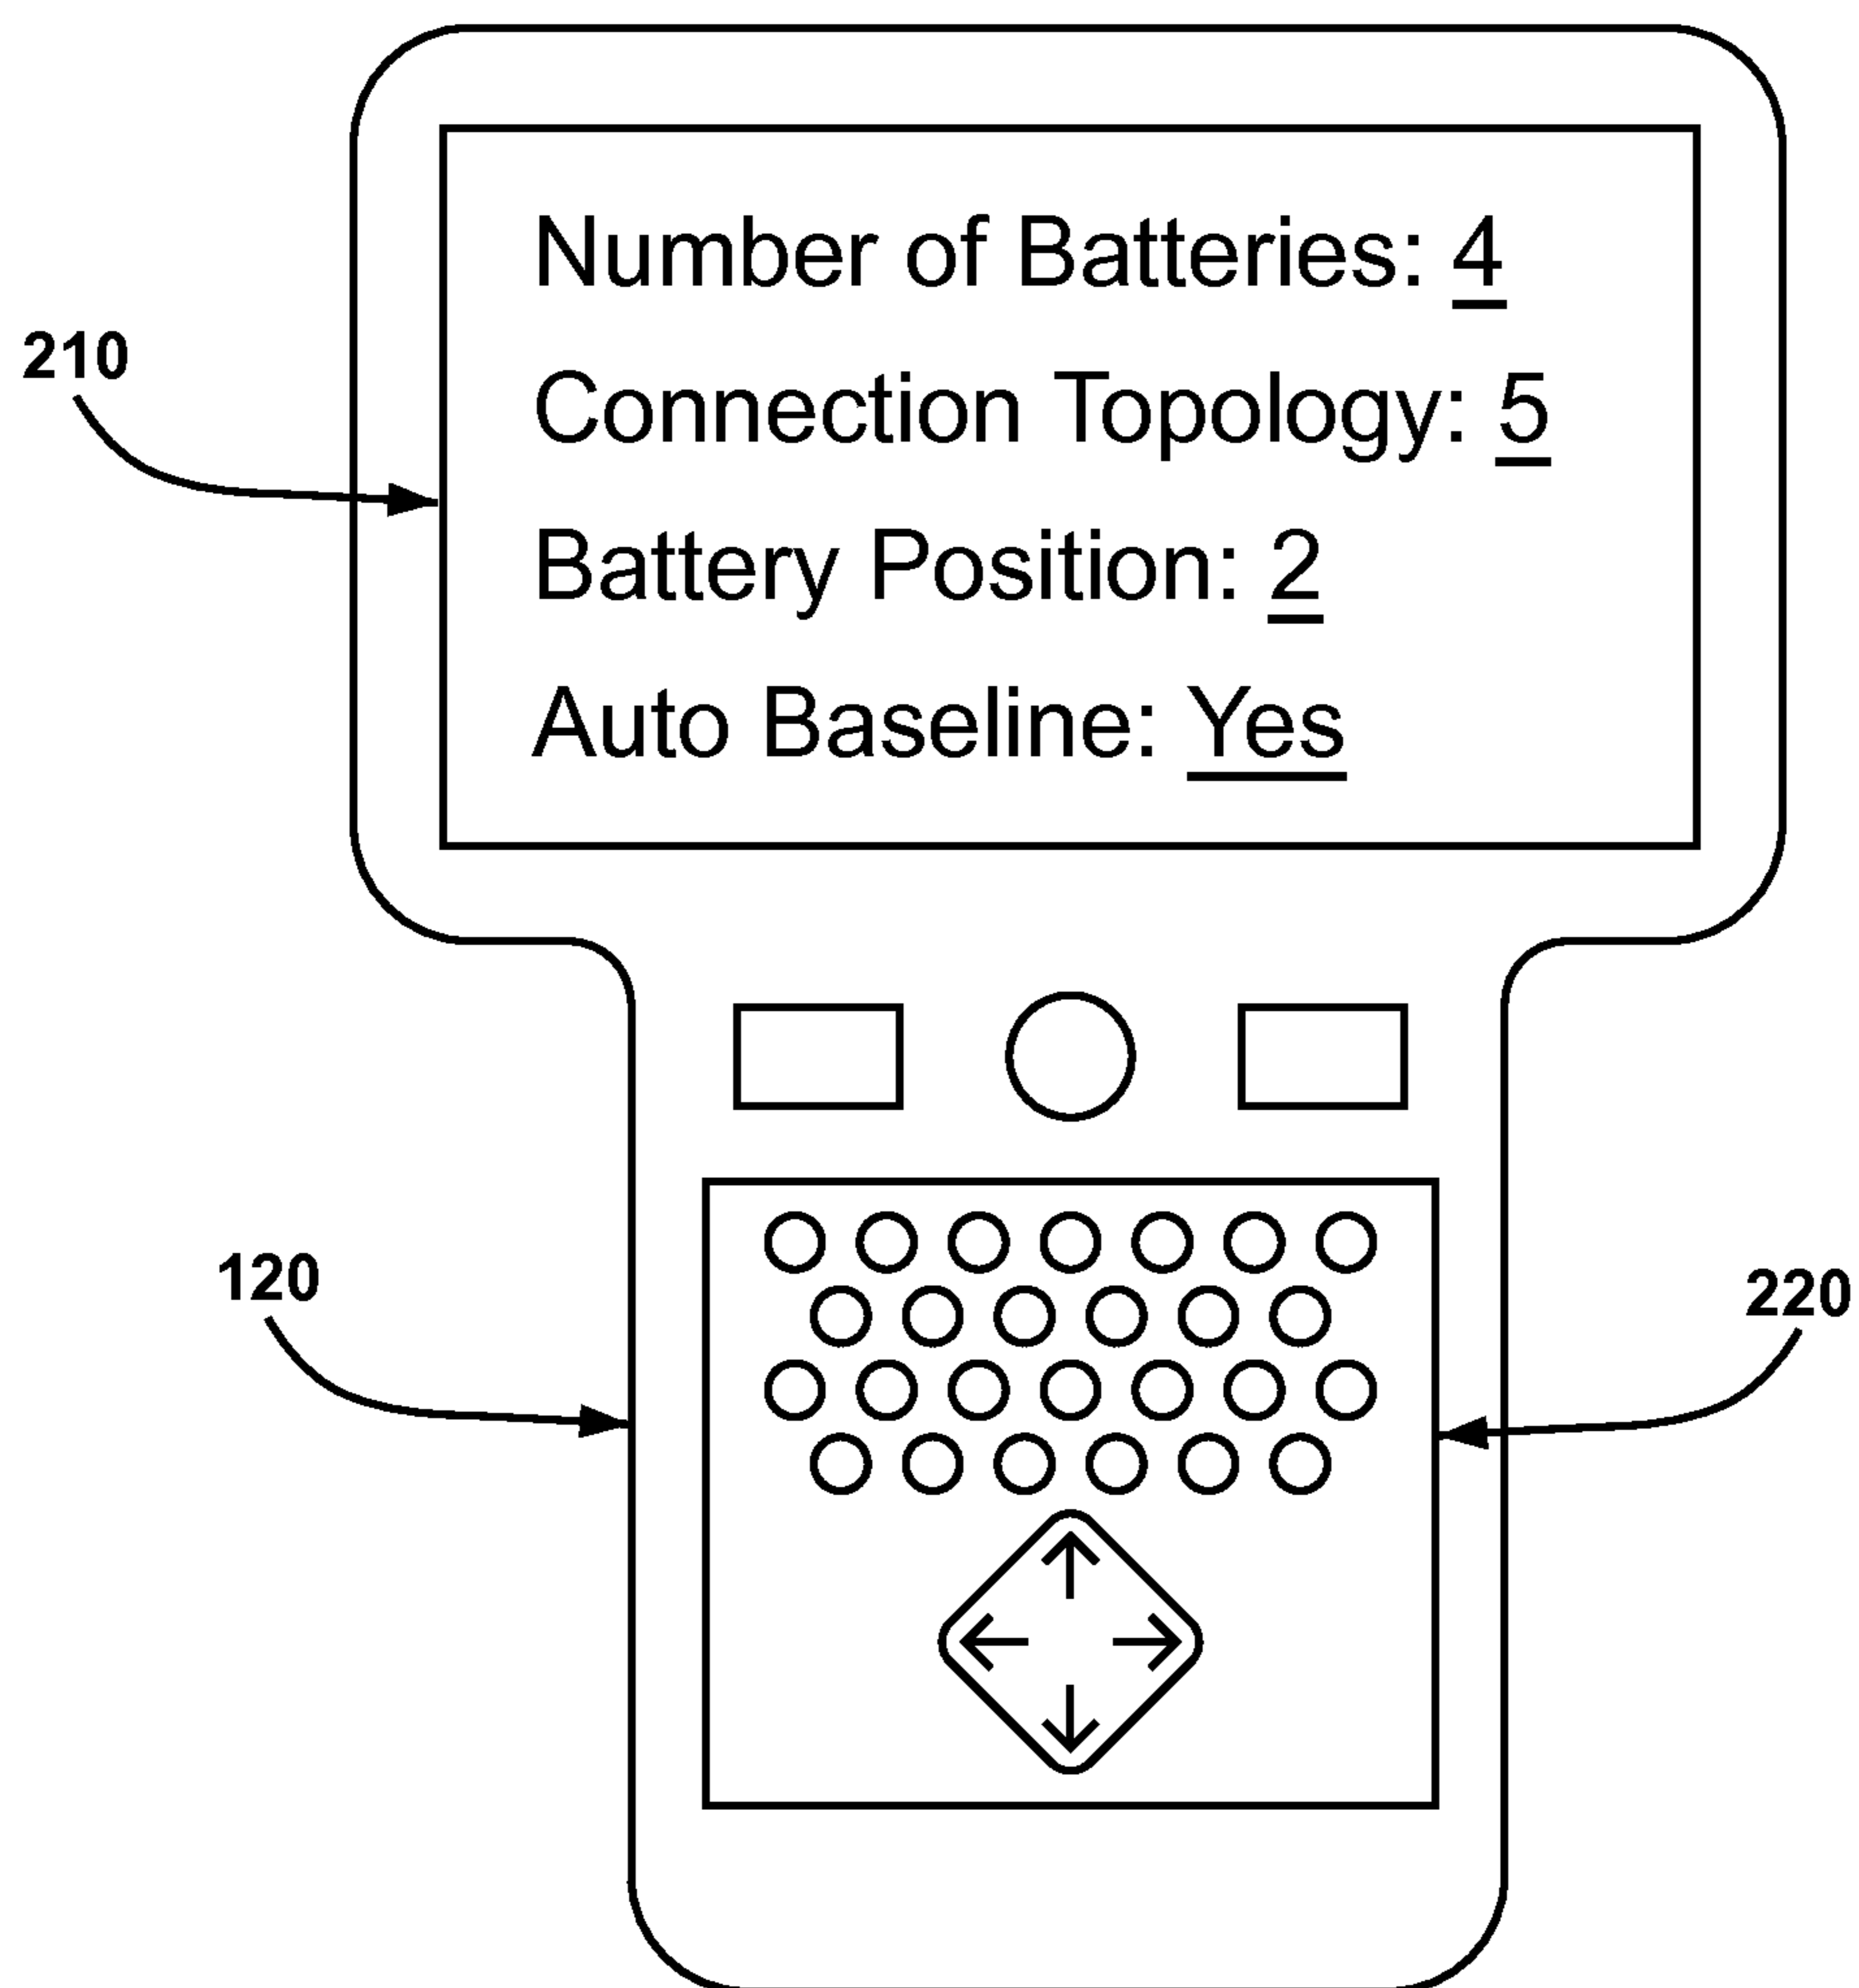 Number of Batteries: 4
210
Connection Topology: 5
Battery Position: 2
Auto Baseline: Yes
120
220